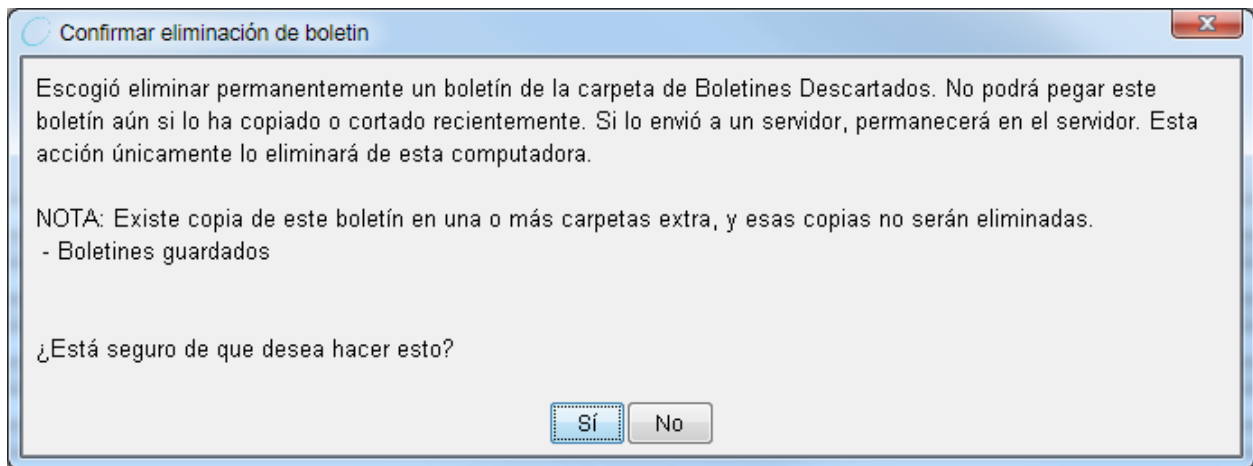 Confirmar eliminación de boletin
Escogió eliminar permanentemente un boletín de la carpeta de Boletines Descartados. No podrá pegar este
boletín aún si lo ha copiado o cortado recientemente. Si lo envió a un servidor, permanecerá en el servidor. Esta
acción únicamente lo eliminará de esta computadora.
NOTA: Existe copia de este boletín en una o más carpetas extra, y esas copias no serán eliminadas.
- Boletines guardados
¿Está seguro de que desea hacer esto?
Sí No